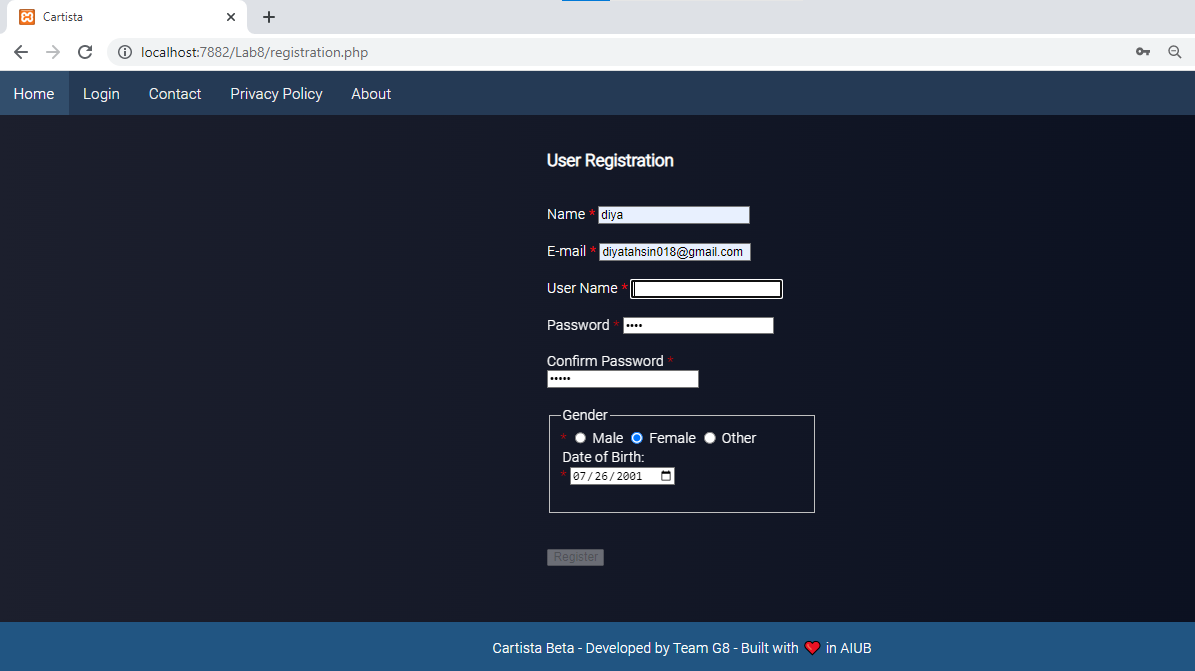 Cartista
localhost:7882/Lab8/registration.php
Home Login Contact Privacy Policy About
User Registration
Name * diya
E-mail * diyatahsin018@gmail.com
User Name *
Password * ••••
Confirm Password *
•••••
Gender
* Male Female Other
Date of Birth:
* 07/26/2001
Register
Cartista Beta - Developed by Team G8 - Built with ❤ in AIUB